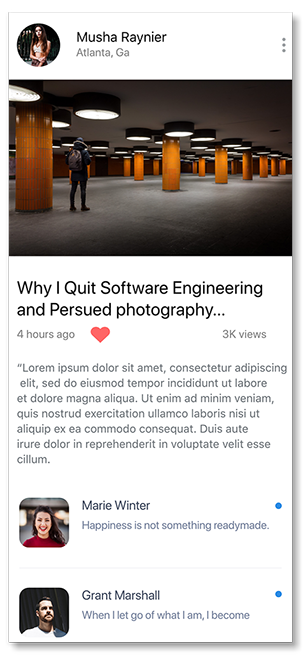 Musha Raynier
Atlanta, Ga
Why I Quit Software Engineering
and Persued photography...
4 hours ago
3K views
“Lorem ipsum dolor sit amet, consectetur adipiscing
elit, sed do eiusmod tempor incididunt ut labore
et dolore magna aliqua. Ut enim ad minim veniam,
quis nostrud exercitation ullamco laboris nisi ut
aliquip ex ea commodo consequat. Duis aute
irure dolor in reprehenderit in voluptate velit esse
cillum.
Marie Winter
Happiness is not something readymade.
Grant Marshall
When I let go of what I am, I become